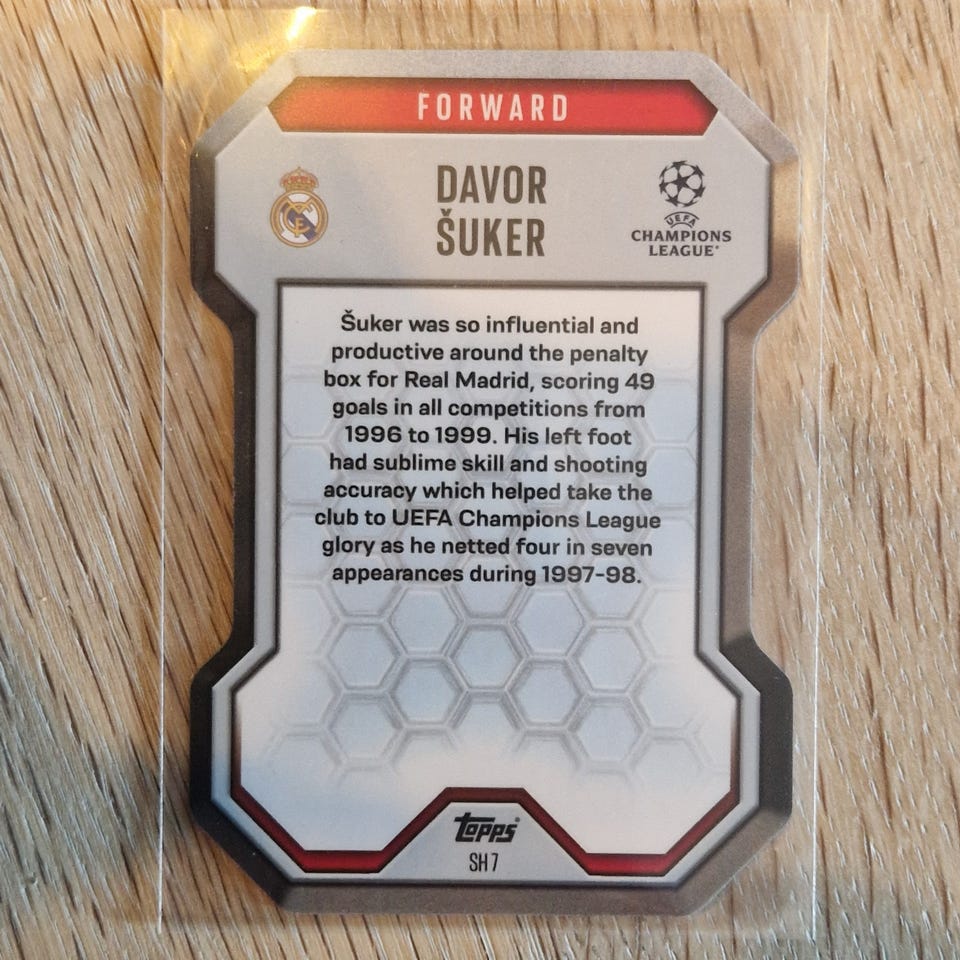 FORWARD
DAVOR
ŠUKER
UEFA
CHAMPIONS
LEAGUE
Šuker was so influential and
productive around the penalty
box for Real Madrid, scoring 49
goals in all competitions from
1996 to 1999. His left foot
had sublime skill and shooting
accuracy which helped take the
club to UEFA Champions League
glory as he netted four in seven
appearances during 1997-98.
Topps
SH 7